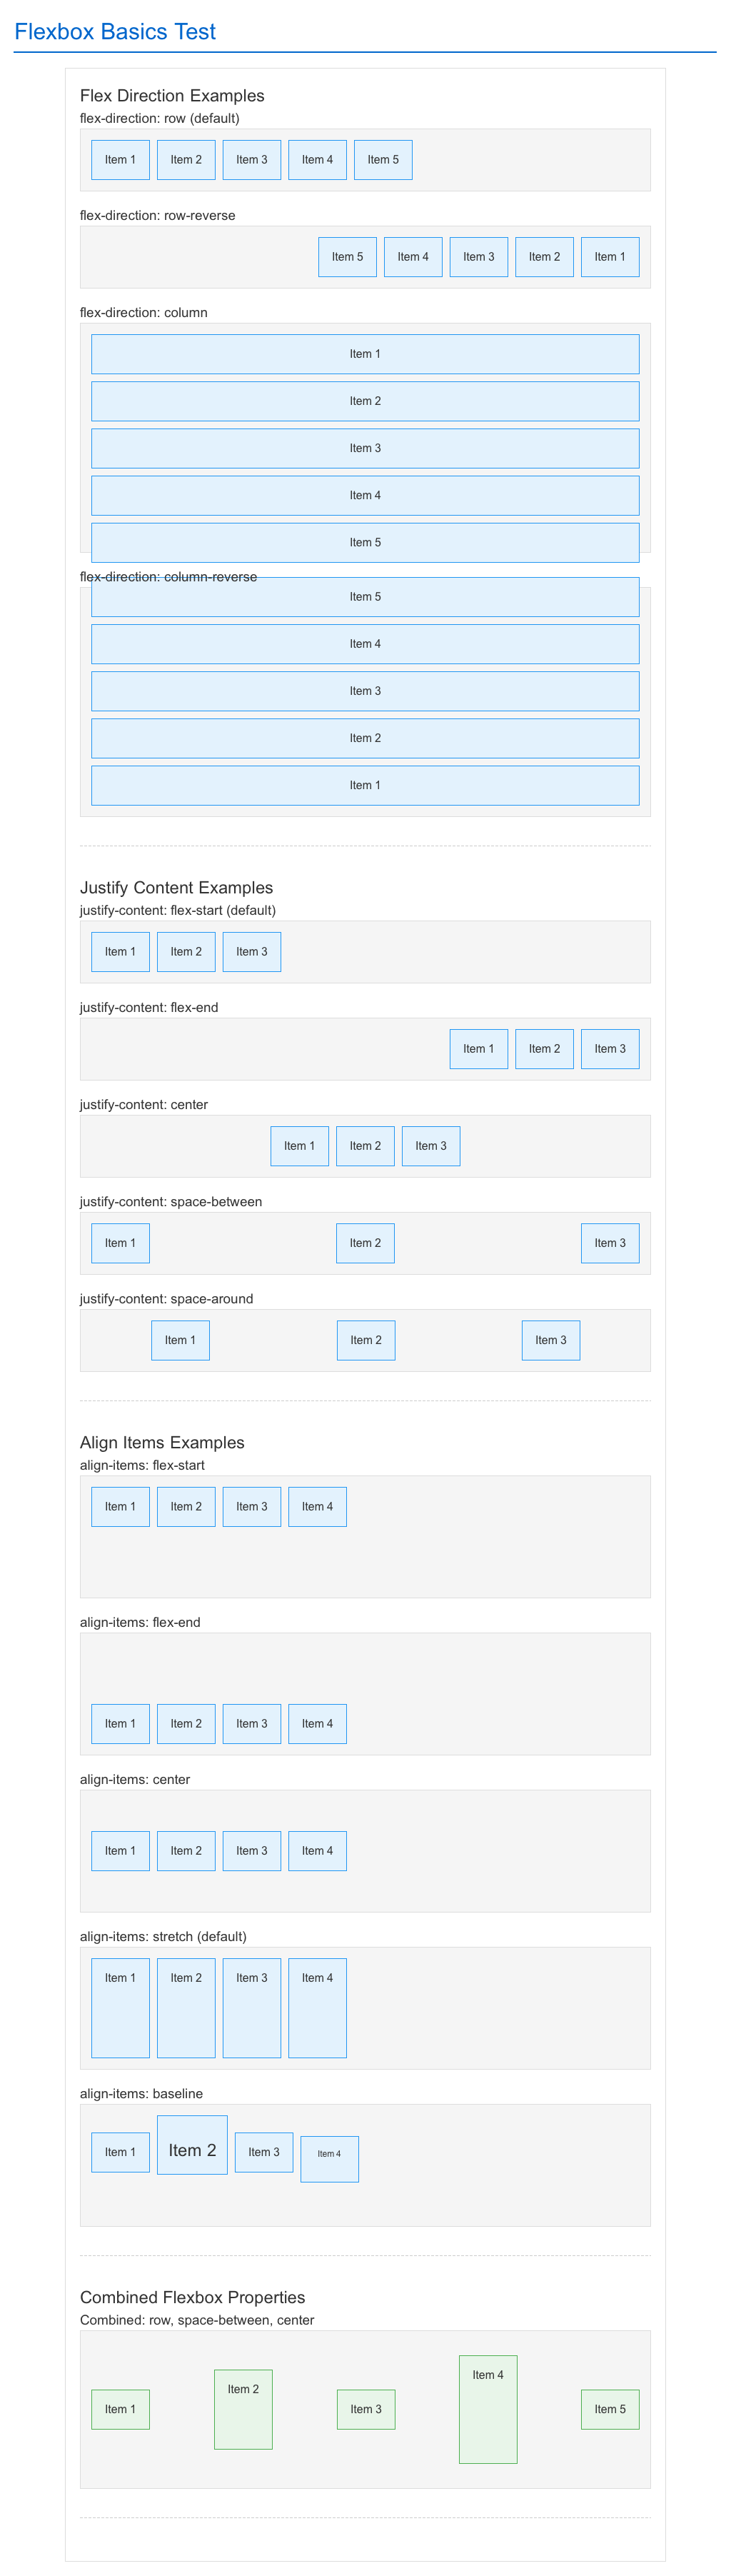 Flexbox Basics Test
Flex Direction Examples
flex-direction: row (default)
Item 1 Item 2 Item 3 Item 4 Item 5
flex-direction: row-reverse
Item 5 Item 4 Item 3 Item 2 Item 1
flex-direction: column
Item 1
Item 2
Item 3
Item 4
Item 5
flex-direction: column-reverse
Item 5
Item 4
Item 3
Item 2
Item 1
Justify Content Examples
justify-content: flex-start (default)
Item 1 Item 2 Item 3
justify-content: flex-end
Item 1 Item 2 Item 3
justify-content: center
Item 1 Item 2 Item 3
justify-content: space-between
Item 1 Item 2 Item 3
justify-content: space-around
Item 1 Item 2 Item 3
Align Items Examples
align-items: flex-start
Item 1 Item 2 Item 3 Item 4
align-items: flex-end
Item 1 Item 2 Item 3 Item 4
align-items: center
Item 1 Item 2 Item 3 Item 4
align-items: stretch (default)
Item 1 Item 2 Item 3 Item 4
align-items: baseline
Item 1 Item 2 Item 3 Item 4
Combined Flexbox Properties
Combined: row, space-between, center
Item 1 Item 2 Item 3 Item 4 Item 5